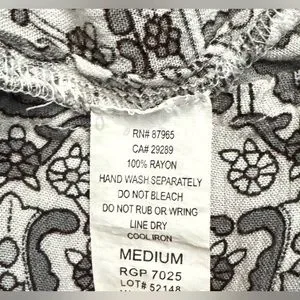 RN# 87965
CA# 29289
100% RAYON
HAND WASH SEPARATELY
DO NOT BLEACH
DO NOT RUB OR WRING
LINE DRY
COOL IRON
MEDIUM
RGP 7025
LOT# 52148